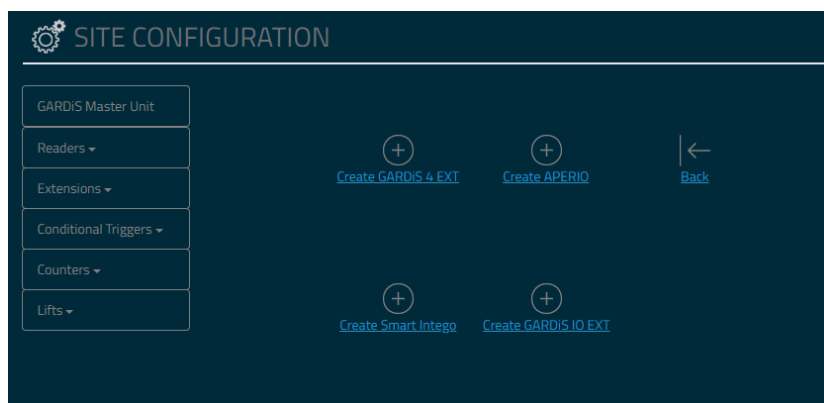 SITE CONFIGURATION
GARDiS Master Unit
Readers
Extensions
Conditional Triggers
Counters
Lifts
Create GARDiS 4 EXT
Create APERIO
Back
Create Smart Intego
Create GARDiS IO EXT